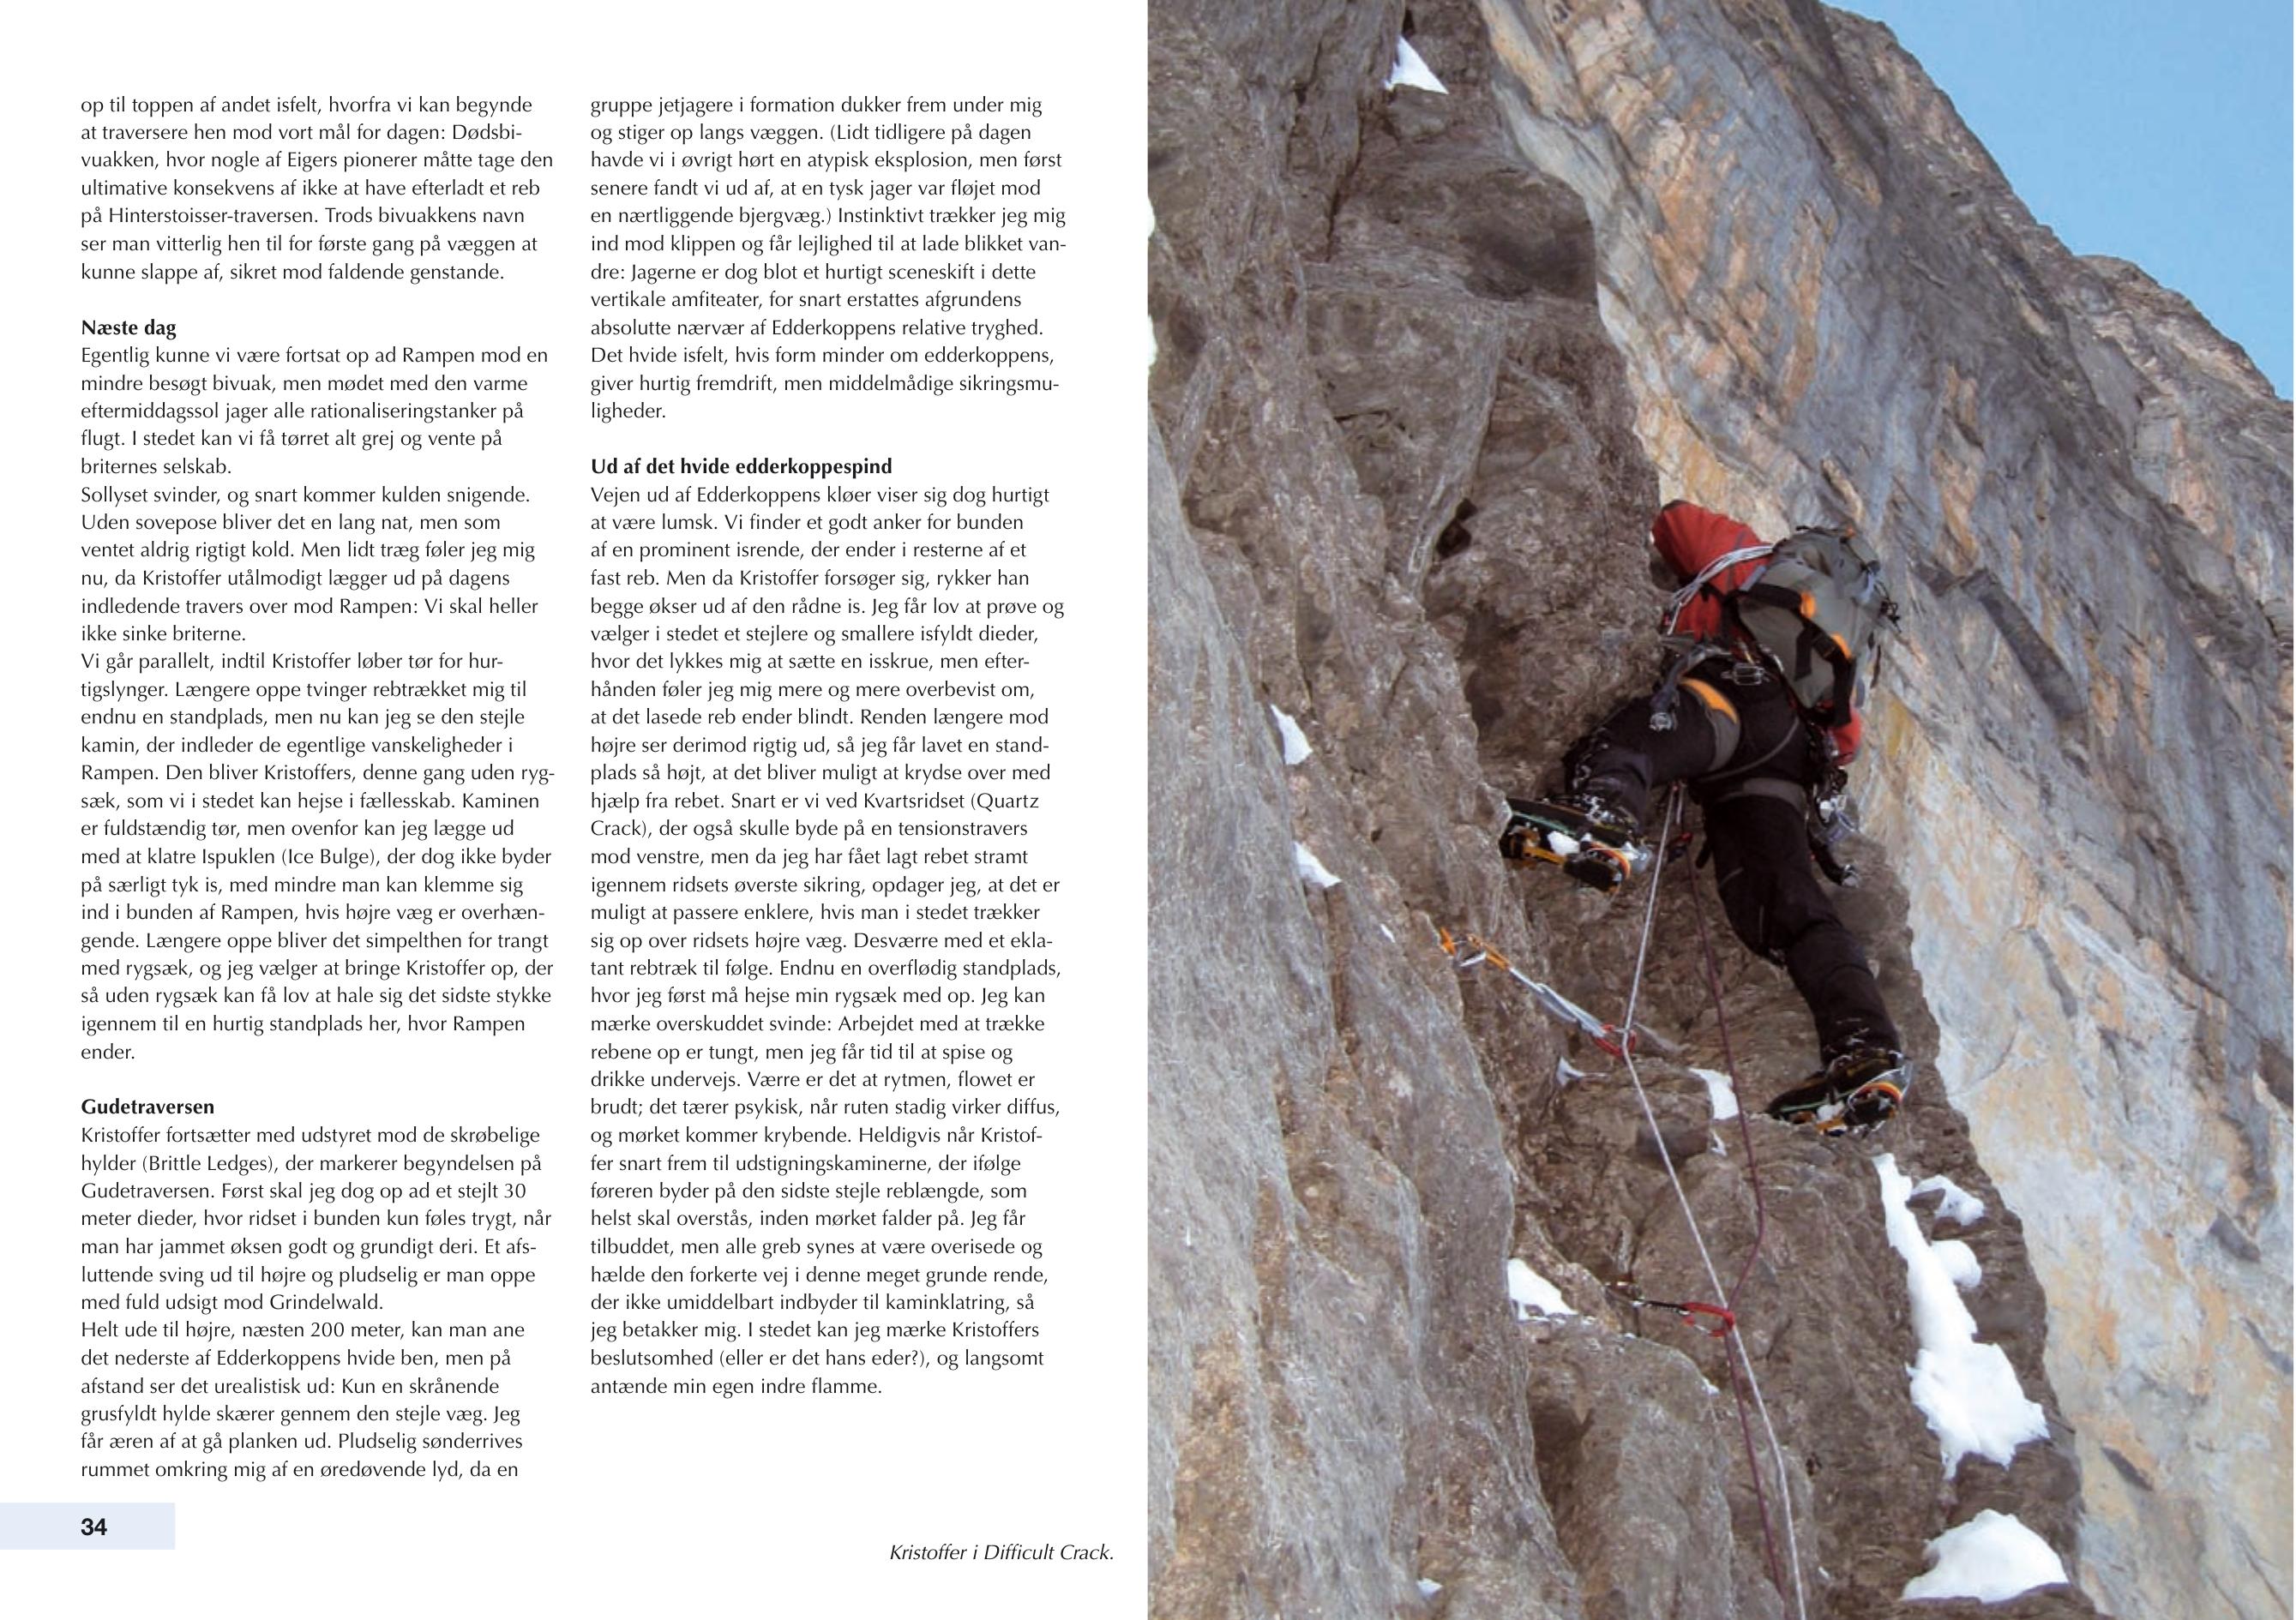 op til toppen af andet isfelt, hvorfra vi kan begynde
at traversere hen mod vort mål for dagen: Dødsbi-
vuakken, hvor nogle af Eigers pionerer måtte tage den
ultimative konsekvens af ikke at have efterladt et reb
på Hinterstoisser-traversen. Trods bivuakkens navn
ser man vitterlig hen til for første gang på væggen at
kunne slappe af, sikret mod faldende genstande.

Næste dag
Egentlig kunne vi være fortsat op ad Rampen mod en
mindre besøgt bivuak, men mødet med den varme
eftermiddagssol jager alle rationaliseringstanker på
flugt. I stedet kan vi få tørret alt grej og vente på
briternes selskab.
Sollyset svinder, og snart kommer kulden snigende.
Uden sovepose bliver det en lang nat, men som
ventet aldrig rigtigt kold. Men lidt træg føler jeg mig
nu, da Kristoffer utålmodigt lægger ud på dagens
indledende travers over mod Rampen: Vi skal heller
ikke sinke briterne.
Vi går parallelt, indtil Kristoffer løber tør for hur-
tigslynger. Længere oppe tvinger rebtrækket mig til
endnu en standplads, men nu kan jeg se den stejle
kamin, der indleder de egentlige vanskeligheder i
Rampen. Den bliver Kristoffers, denne gang uden ryg-
sæk, som vi i stedet kan hejse i fællesskab. Kaminen
er fuldstændig tør, men ovenfor kan jeg lægge ud
med at klatre Ispuklen (Ice Bulge), der dog ikke byder
på særligt tyk is, med mindre man kan klemme sig
ind i bunden af Rampen, hvis højre væg er overhæn-
gende. Længere oppe bliver det simpelthen for trangt
med rygsæk, og jeg vælger at bringe Kristoffer op, der
så uden rygsæk kan få lov at hale sig det sidste stykke
igennem til en hurtig standplads her, hvor Rampen
ender.

Gudetraversen
Kristoffer fortsætter med udstyret mod de skrøbelige
hylder (Brittle Ledges), der markerer begyndelsen på
Gudetraversen. Først skal jeg dog op ad et stejlt 30
meter dieder, hvor ridset i bunden kun føles trygt, når
man har jammet øksen godt og grundigt deri. Et afs-
luttende sving ud til højre og pludselig er man oppe
med fuld udsigt mod Grindelwald.
Helt ude til højre, næsten 200 meter, kan man ane
det nederste af Edderkoppens hvide ben, men på
afstand ser det urealistisk ud: Kun en skrånende
grusfyldt hylde skærer gennem den stejle væg. Jeg
får æren af at gå planken ud. Pludselig sønderrives
rummet omkring mig af en øredøvende lyd, da en
gruppe jetjagere i formation dukker frem under mig
og stiger op langs væggen. (Lidt tidligere på dagen
havde vi i øvrigt hørt en atypisk eksplosion, men først
senere fandt vi ud af, at en tysk jager var fløjet mod
en nærtliggende bjergvæg.) Instinktivt trækker jeg mig
ind mod klippen og får lejlighed til at lade blikket van-
dre: Jagerne er dog blot et hurtigt sceneskift i dette
vertikale amfiteater, for snart erstattes afgrundens
absolutte nærvær af Edderkoppens relative tryghed.
Det hvide isfelt, hvis form minder om edderkoppens,
giver hurtig fremdrift, men middelmådige sikringsmu-
ligheder.

Ud af det hvide edderkoppespind
Vejen ud af Edderkoppens kløer viser sig dog hurtigt
at være lumsk. Vi finder et godt anker for bunden
af en prominent isrende, der ender i resterne af et
fast reb. Men da Kristoffer forsøger sig, rykker han
begge økser ud af den rådne is. Jeg får lov at prøve og
vælger i stedet et stejlere og smallere isfyldt dieder,
hvor det lykkes mig at sætte en isskrue, men efter-
hånden føler jeg mig mere og mere overbevist om,
at det lasede reb ender blindt. Renden længere mod
højre ser derimod rigtig ud, så jeg får lavet en stand-
plads så højt, at det bliver muligt at krydse over med
hjælp fra rebet. Snart er vi ved Kvartsridset (Quartz
Crack), der også skulle byde på en tensionstravers
mod venstre, men da jeg har fået lagt rebet stramt
igennem ridsets øverste sikring, opdager jeg, at det er
muligt at passere enklere, hvis man i stedet trækker
sig op over ridsets højre væg. Desværre med et ekla-
tant rebtræk til følge. Endnu en overflødig standplads,
hvor jeg først må hejse min rygsæk med op. Jeg kan
mærke overskuddet svinde: Arbejdet med at trække
rebene op er tungt, men jeg får tid til at spise og
drikke undervejs. Værre er det at rytmen, flowet er
brudt; det tærer psykisk, når ruten stadig virker diffus,
og mørket kommer krybende. Heldigvis når Kristof-
fer snart frem til udstigningskaminerne, der ifølge
føreren byder på den sidste stejle reblængde, som
helst skal overstås, inden mørket falder på. Jeg får
tilbuddet, men alle greb synes at være overisede og
hælde den forkerte vej i denne meget grunde rende,
der ikke umiddelbart indbyder til kaminklatring, så
jeg betakker mig. I stedet kan jeg mærke Kristoffers
beslutsomhed (eller er det hans eder?), og langsomt
antænde min egen indre flamme.

34
Kristoffer i Difficult Crack.